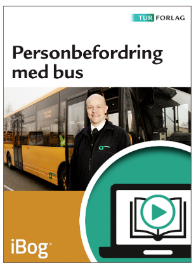 TUR FORLAG
Personbefordring
med bus
iBog®